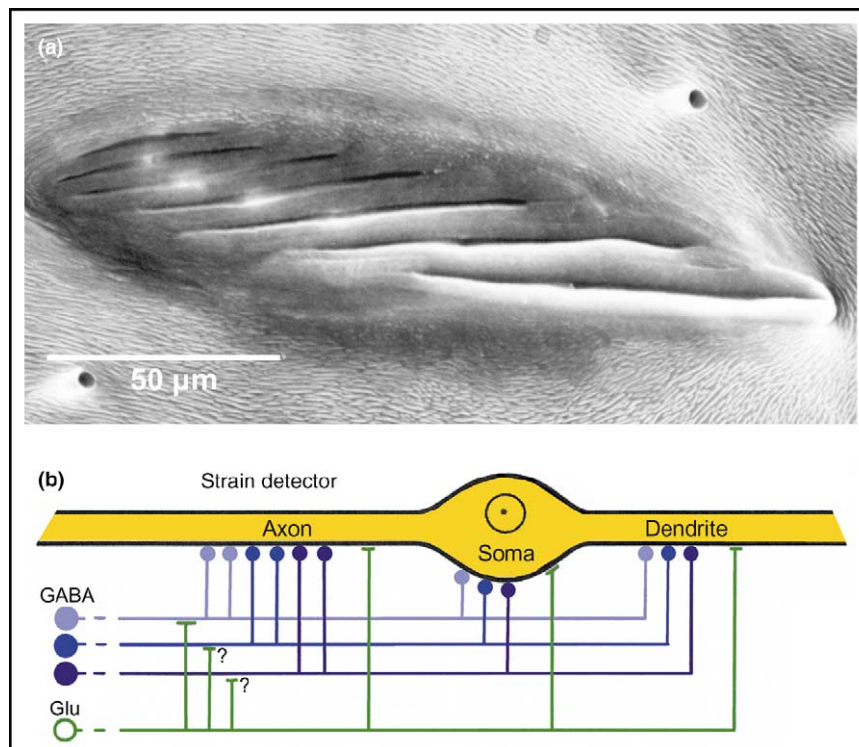 (a)
50 µm
(b)
Strain detector
Axon
Soma
Dendrite
GABA
?
?
Glu